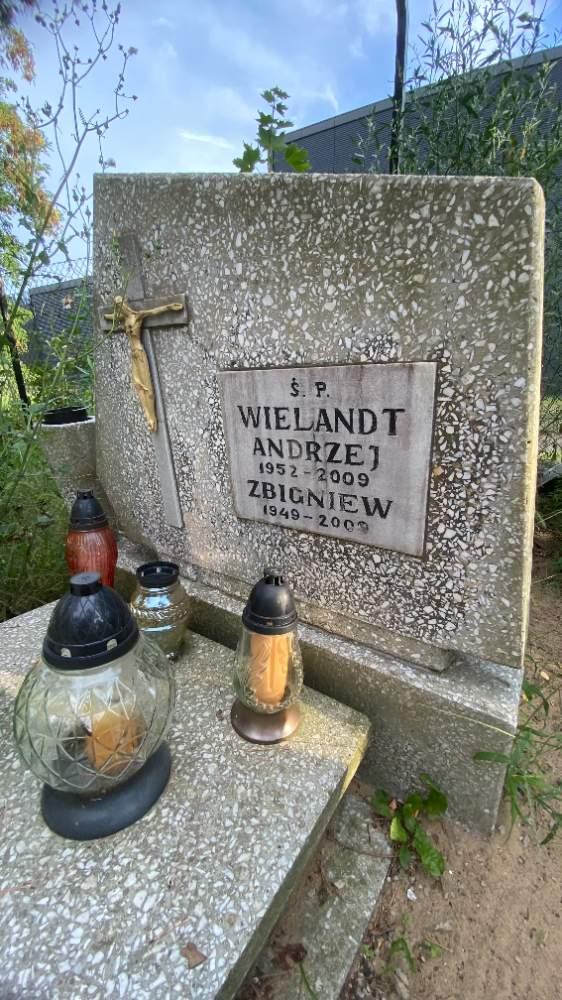 Ś. P.
WIELANDT
ANDRZEJ
1952-2009
ZBIGNIEW
1949-2009